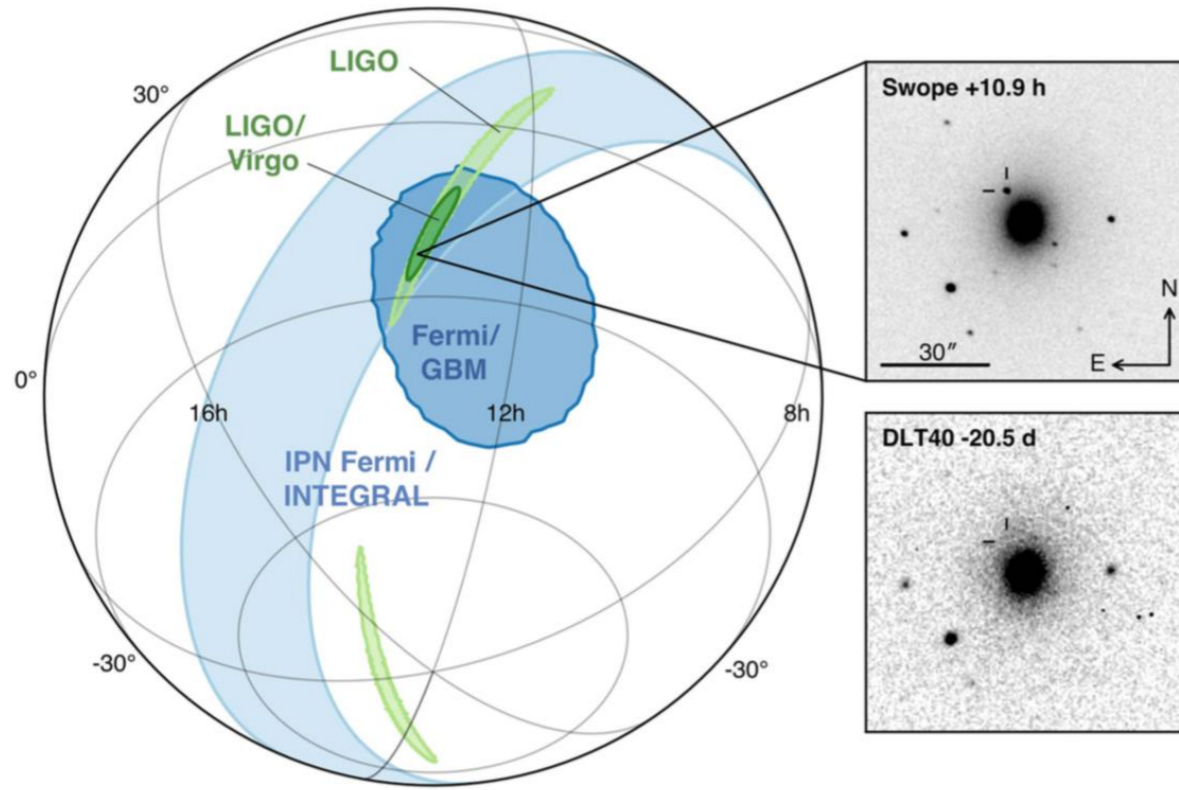 LIGO
30°
LIGO/
Virgo
Swope +10.9 h
N
30″
E
Fermi/
GBM
0°
16h
12h
8h
DLT40 -20.5 d
IPN Fermi /
INTEGRAL
-30°
-30°